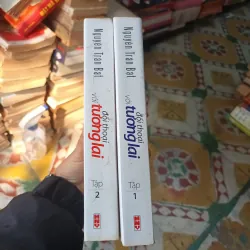 Nguyễn Trần Bạt
đối thoại
với tương lai
Tập
2
Nguyễn Trần Bạt
đối thoại
với tương lai
Tập
1